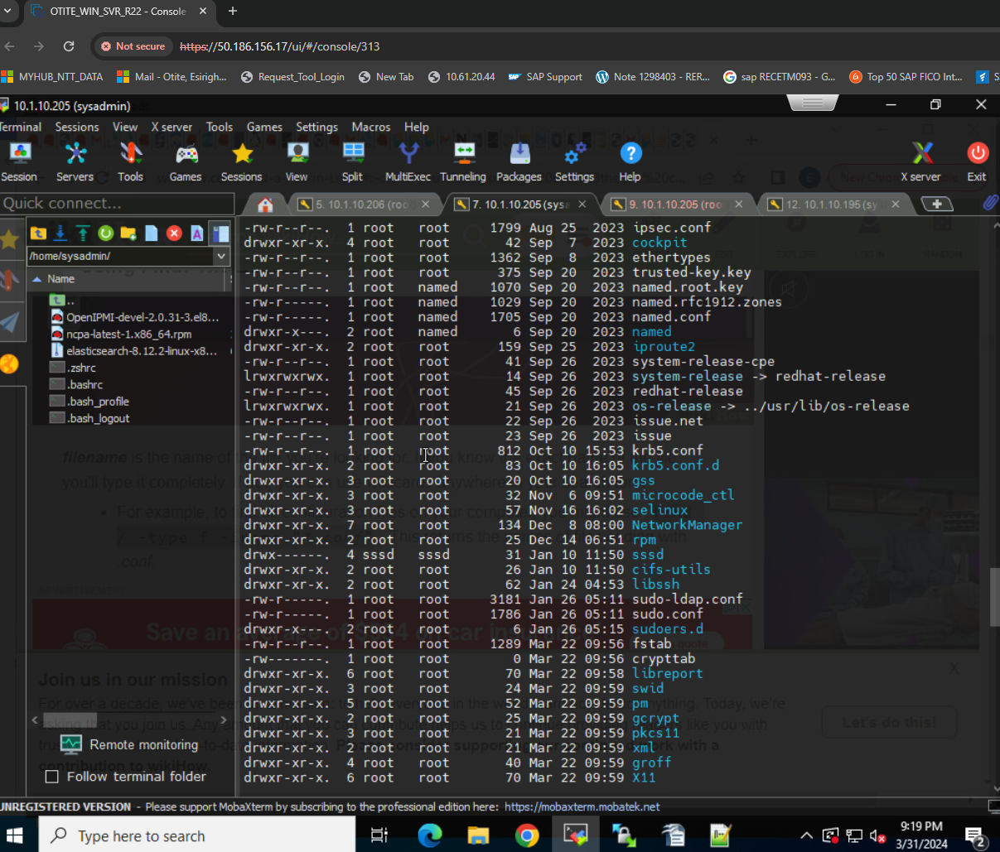 OTITE_WIN_SVR_R22 - Console
Not secure https://50.186.156.17/ui/#/console/313
MYHUB_NTT_DATA Mail - Otite, Esirigh... Request_Tool_Login New Tab 10.61.20.44 SAP Support Note 1298403 - RER... sap RECETM093 - G... Top 50 SAP FICO Int...
10.1.10.205 (sysadmin)
Terminal Sessions View X server Tools Games Settings Macros Help
Session Servers Tools Games Sessions View Split MultiExec Tunneling Packages Settings Help X server Exit
Quick connect... 5. 10.1.10.206 (roo 7. 10.1.10.205 (sysa 9. 10.1.10.205 (roo 12. 10.1.10.195 (sy
/home/sysadmin/
Name
..
OpenIPMI-devel-2.0.31-3.el8...
ncpa-latest-1.x86_64.rpm
elasticsearch-8.12.2-linux-x8...
.zshrc
.bashrc
.bash_profile
.bash_logout
-rw-r--r--. 1 root root 1799 Aug 25 2023 ipsec.conf
drwxr-xr-x. 4 root root 42 Sep 7 2023 cockpit
-rw-r--r--. 1 root root 1362 Sep 8 2023 ethertypes
-rw-r--r--. 1 root root 375 Sep 20 2023 trusted-key.key
-rw-r--r--. 1 root named 1070 Sep 20 2023 named.root.key
-rw-r-----. 1 root named 1029 Sep 20 2023 named.rfc1912.zones
-rw-r-----. 1 root named 1705 Sep 20 2023 named.conf
drwxr-x---. 2 root named 6 Sep 20 2023 named
drwxr-xr-x. 2 root root 159 Sep 25 2023 iproute2
-rw-r--r--. 1 root root 41 Sep 26 2023 system-release-cpe
lrwxrwxrwx. 1 root root 14 Sep 26 2023 system-release -> redhat-release
-rw-r--r--. 1 root root 45 Sep 26 2023 redhat-release
lrwxrwxrwx. 1 root root 21 Sep 26 2023 os-release -> ../usr/lib/os-release
-rw-r--r--. 1 root root 22 Sep 26 2023 issue.net
-rw-r--r--. 1 root root 23 Sep 26 2023 issue
-rw-r--r--. 1 root root 812 Oct 10 15:53 krb5.conf
drwxr-xr-x. 2 root root 83 Oct 10 16:05 krb5.conf.d
drwxr-xr-x. 3 root root 20 Oct 10 16:05 gss
drwxr-xr-x. 3 root root 32 Nov 6 09:51 microcode_ctl
drwxr-xr-x. 3 root root 57 Nov 16 16:02 selinux
drwxr-xr-x. 7 root root 134 Dec 8 08:00 NetworkManager
drwxr-xr-x. 2 root root 25 Dec 14 06:51 rpm
drwx------. 4 sssd sssd 31 Jan 10 11:50 sssd
drwxr-xr-x. 2 root root 26 Jan 10 11:50 cifs-utils
drwxr-xr-x. 2 root root 62 Jan 24 04:53 libssh
-rw-r-----. 1 root root 3181 Jan 26 05:11 sudo-ldap.conf
-rw-r-----. 1 root root 1786 Jan 26 05:11 sudo.conf
drwxr-x---. 2 root root 6 Jan 26 05:15 sudoers.d
-rw-r--r--. 1 root root 1289 Mar 22 09:56 fstab
-rw-------. 1 root root 0 Mar 22 09:56 crypttab
drwxr-xr-x. 6 root root 70 Mar 22 09:58 libreport
drwxr-xr-x. 3 root root 24 Mar 22 09:59 swid
drwxr-xr-x. 5 root root 52 Mar 22 09:59 pm
drwxr-xr-x. 2 root root 25 Mar 22 09:59 gcrypt
drwxr-xr-x. 3 root root 21 Mar 22 09:59 pkcs11
drwxr-xr-x. 2 root root 21 Mar 22 09:59 xml
drwxr-xr-x. 4 root root 40 Mar 22 09:59 groff
drwxr-xr-x. 6 root root 70 Mar 22 09:59 X11
Join us in our mission
Let's do this!
Remote monitoring
Follow terminal folder
UNREGISTERED VERSION - Please support MobaXterm by subscribing to the professional edition here: https://mobaxterm.mobatek.net
Type here to search
9:19 PM
3/31/2024
2